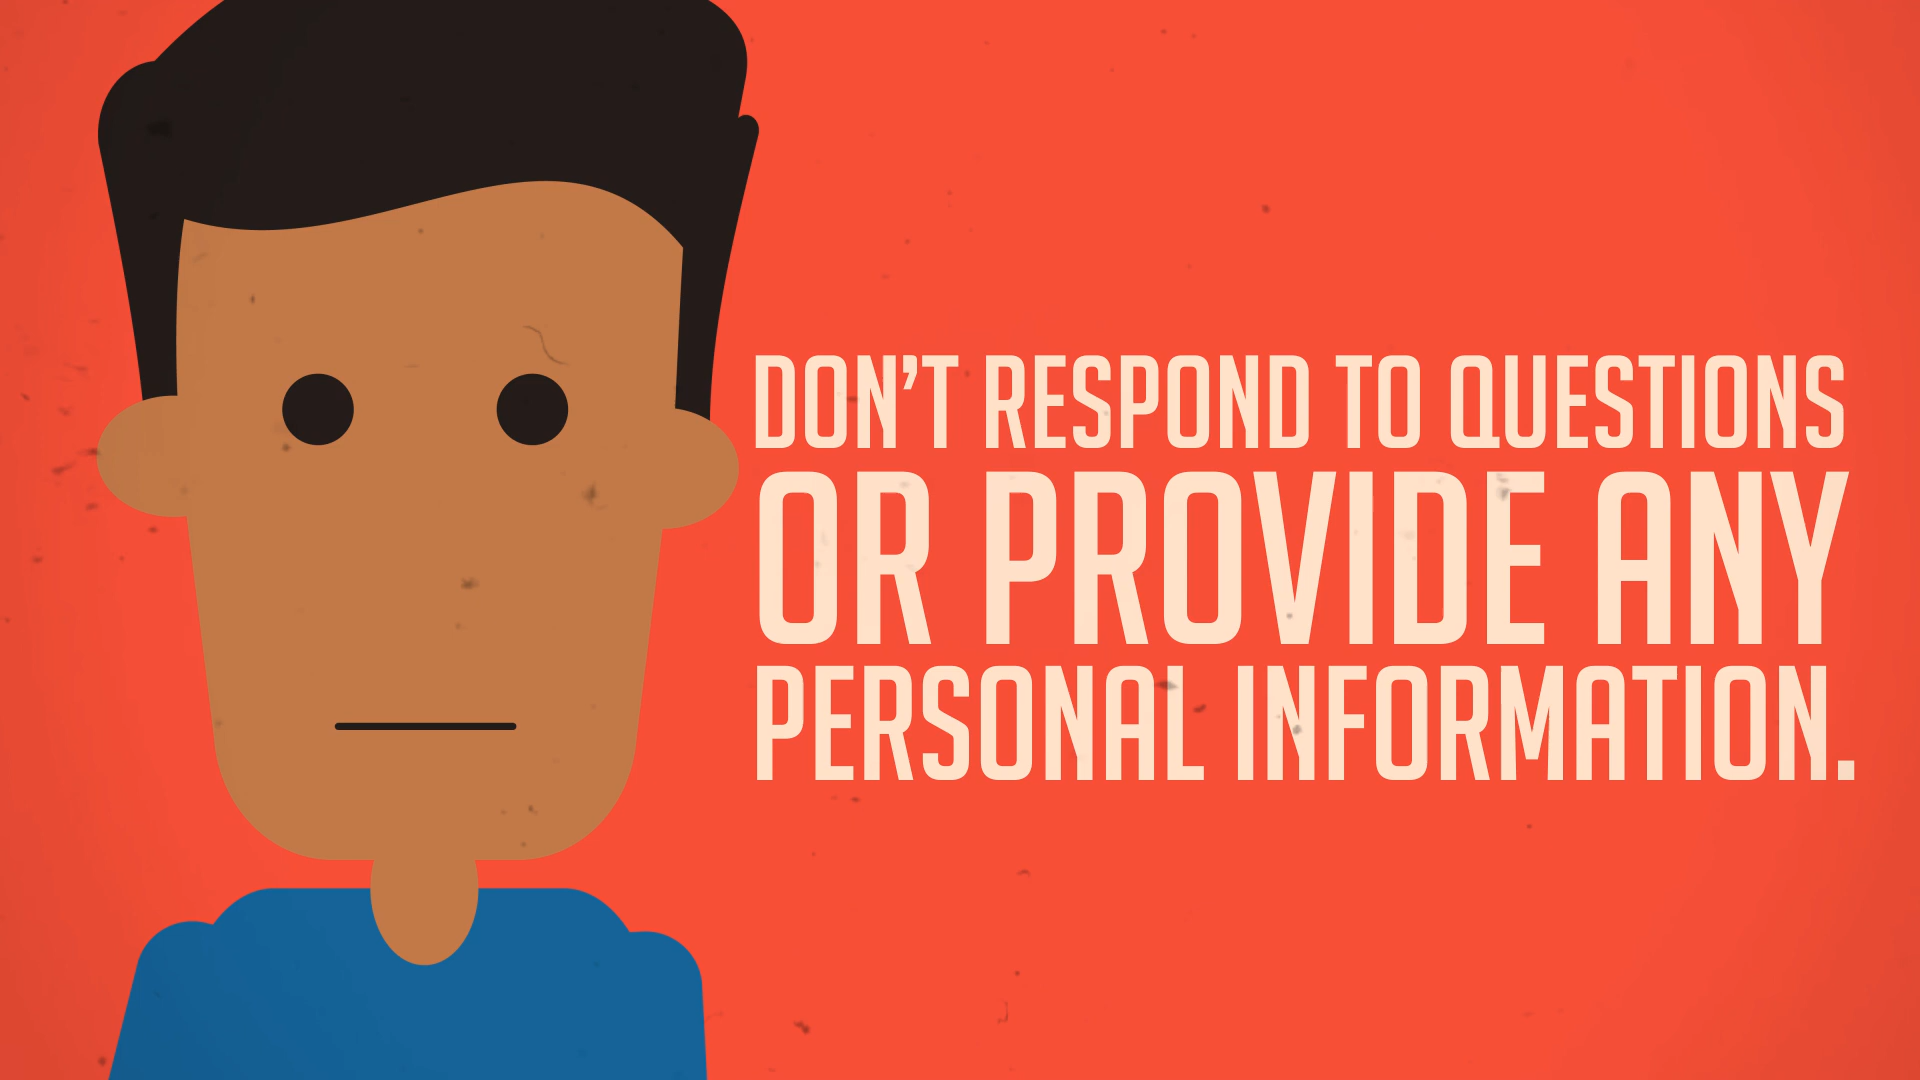 DON'T RESPOND TO QUESTIONS
OR PROVIDE ANY
PERSONAL INFORMATION.